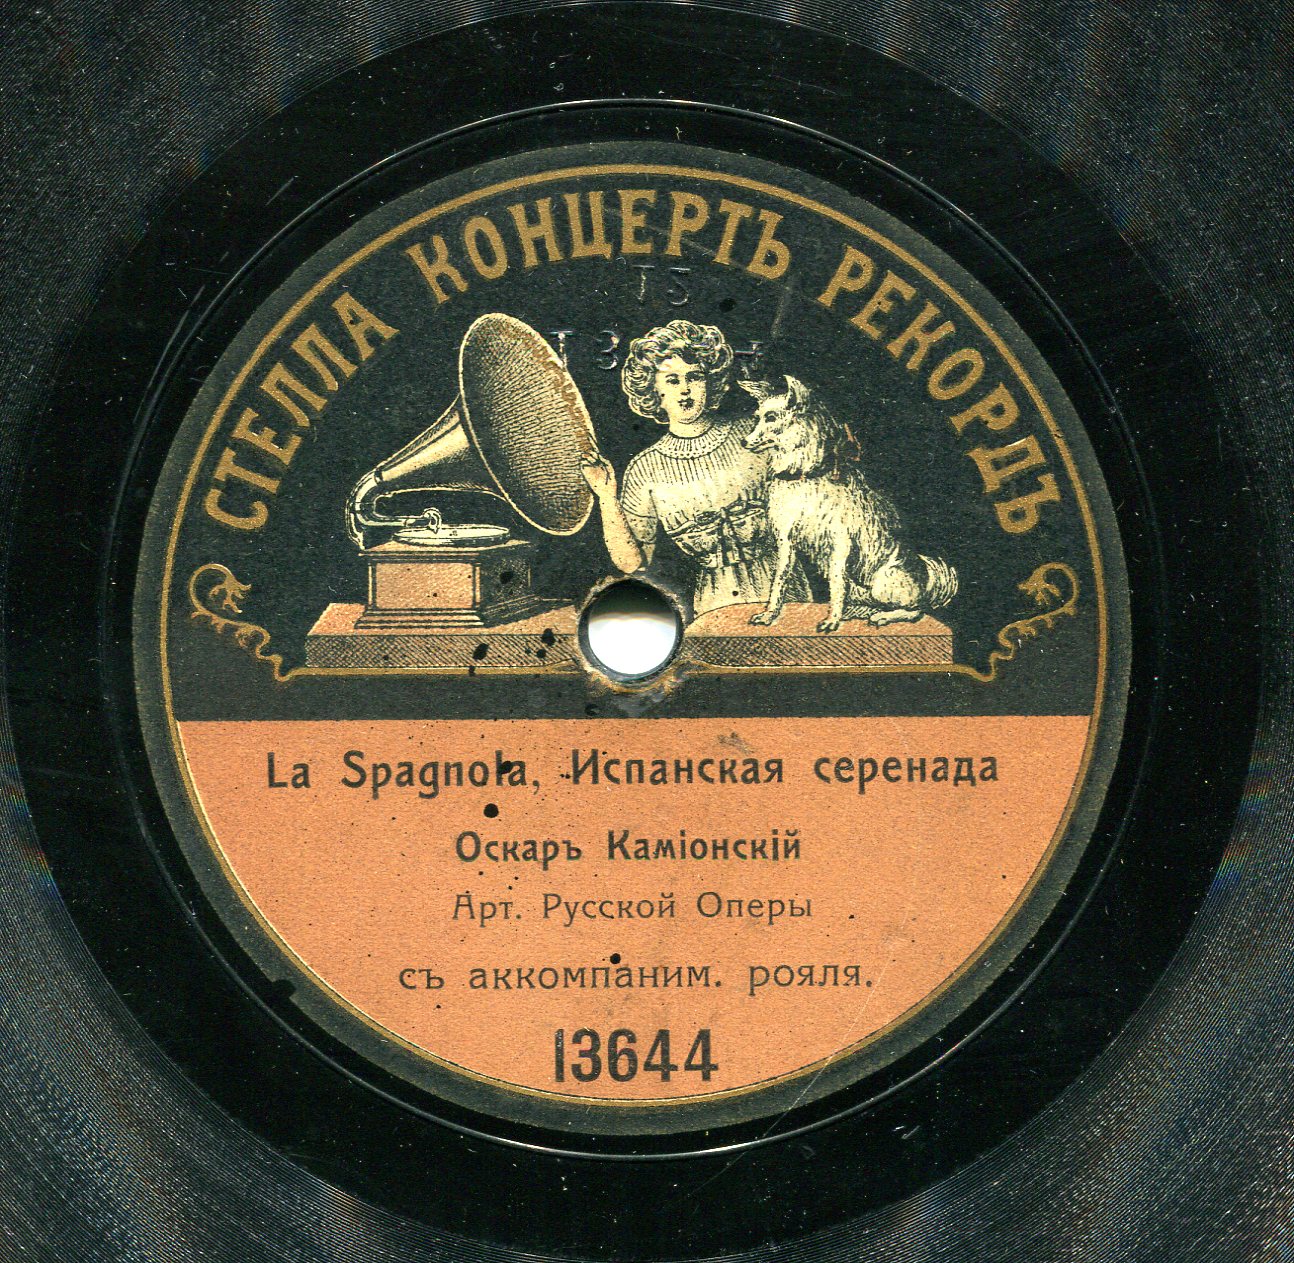 СТЕЛЛА КОНЦЕРТЪ РЕКОРДЪ
La Spagnola, Испанская серенада
Оскаръ Каміонскій
Арт. Русской Оперы
съ аккомпаним. рояля.
13644